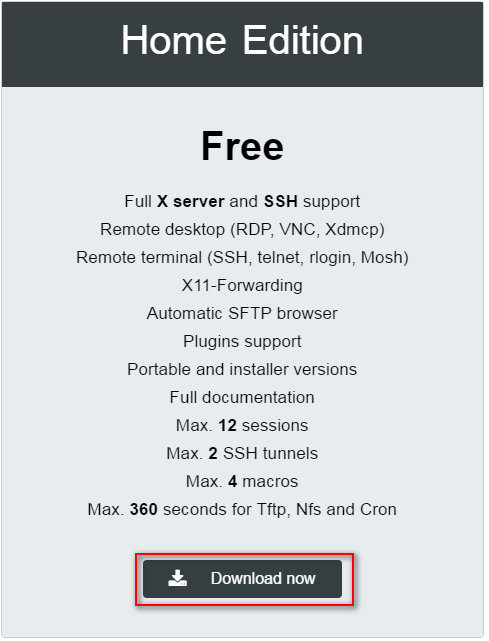 Home Edition
Free
Full X server and SSH support
Remote desktop (RDP, VNC, Xdmcp)
Remote terminal (SSH, telnet, rlogin, Mosh)
X11-Forwarding
Automatic SFTP browser
Plugins support
Portable and installer versions
Full documentation
Max. 12 sessions
Max. 2 SSH tunnels
Max. 4 macros
Max. 360 seconds for Tftp, Nfs and Cron
Download now